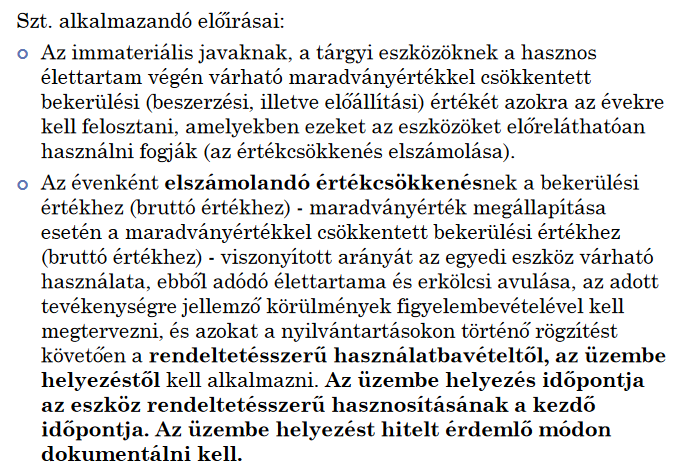 Szt. alkalmazandó előírásai:
Az immateriális javaknak, a tárgyi eszközöknek a hasznos
élettartam végén várható maradványértékkel csökkentett
bekerülési (beszerzési, illetve előállítási) értékét azokra az évekre
kell felosztani, amelyekben ezeket az eszközöket előreláthatóan
használni fogják (az értékcsökkenés elszámolása).
Az évenként elszámolandó értékcsökkenésnek a bekerülési
értékhez (bruttó értékhez) - maradványérték megállapítása
esetén a maradványértékkel csökkentett bekerülési értékhez
(bruttó értékhez) - viszonyított arányát az egyedi eszköz várható
használata, ebből adódó élettartama és erkölcsi avulása, az adott
tevékenységre jellemző körülmények figyelembevételével kell
megtervezni, és azokat a nyilvántartásokon történő rögzítést
követően a rendeltetésszerű használatbavételtől, az üzembe
helyezéstől kell alkalmazni. Az üzembe helyezés időpontja
az eszköz rendeltetésszerű hasznosításának a kezdő
időpontja. Az üzembe helyezést hitelt érdemlő módon
dokumentálni kell.